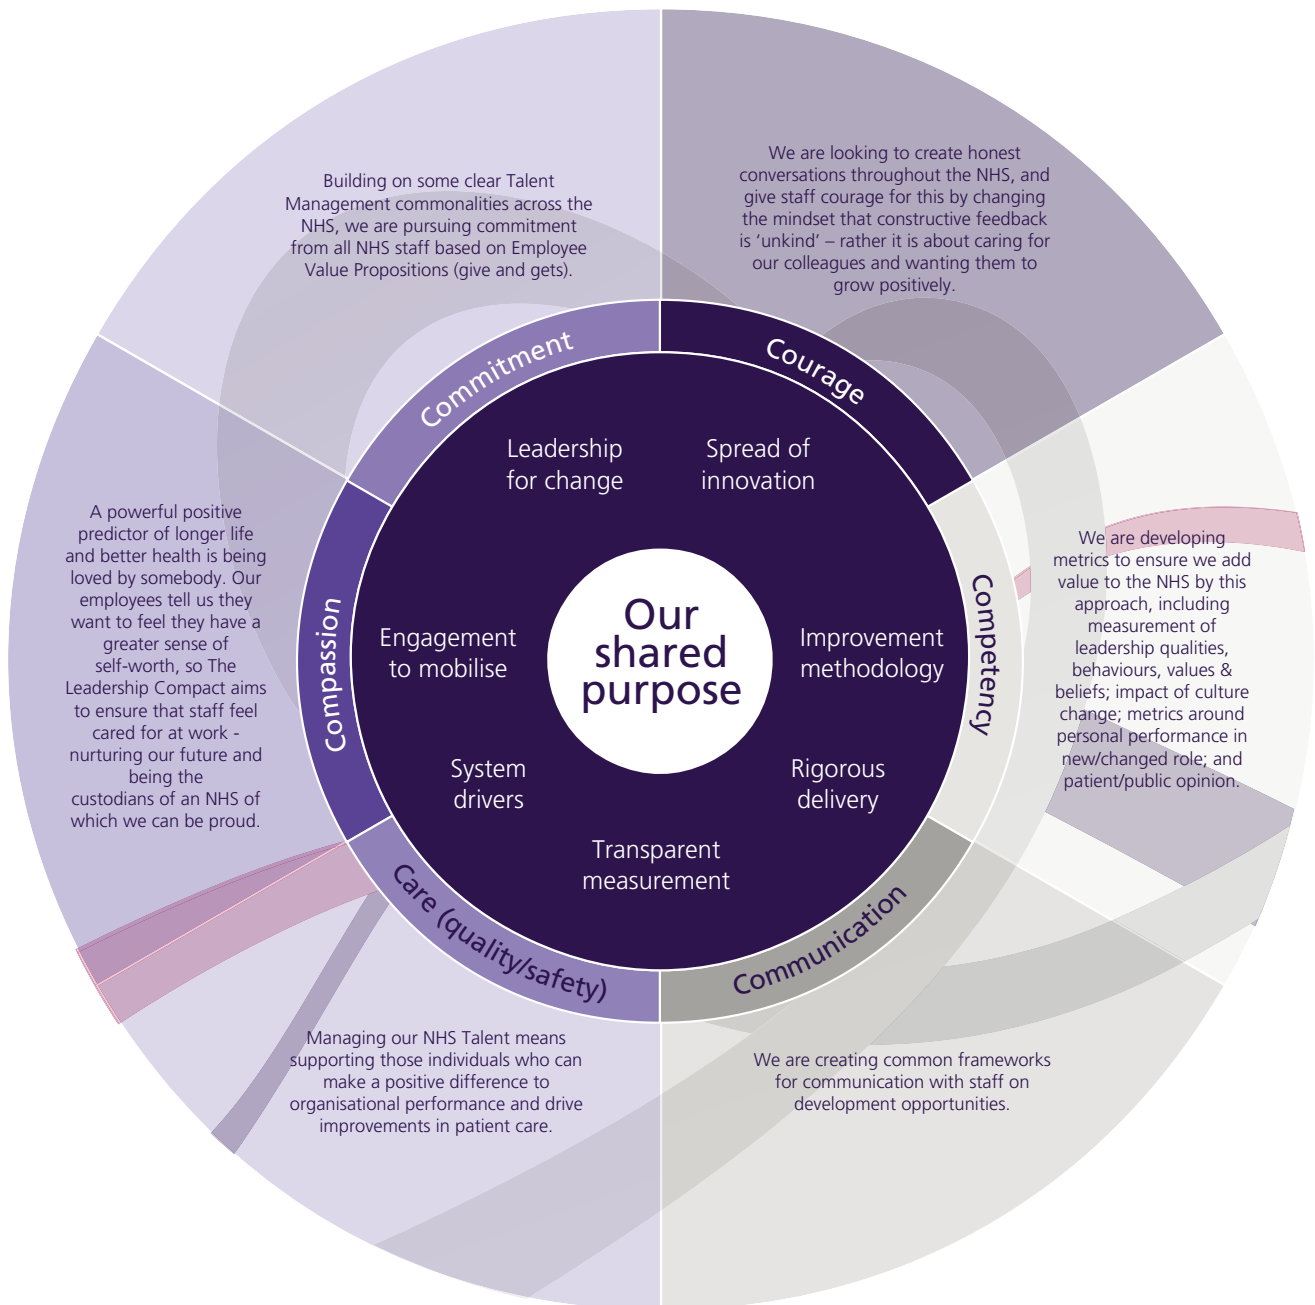 Building on some clear Talent
Management commonalities across the
NHS, we are pursuing commitment
from all NHS staff based on Employee
Value Propositions (give and gets).
We are looking to create honest
conversations throughout the NHS, and
give staff courage for this by changing
the mindset that constructive feedback
is ‘unkind’ – rather it is about caring for
our colleagues and wanting them to
grow positively.
Commitment
Courage
Leadership
for change
Spread of
innovation
A powerful positive
predictor of longer life
and better health is being
loved by somebody. Our
employees tell us they
want to feel they have a
greater sense of
self-worth, so The
Leadership Compact aims
to ensure that staff feel
cared for at work -
nurturing our future and
being the
custodians of an NHS of
which we can be proud.
Compassion
Engagement
to mobilise
Our
shared
purpose
Improvement
methodology
Competency
We are developing
metrics to ensure we add
value to the NHS by this
approach, including
measurement of
leadership qualities,
behaviours, values &
beliefs; impact of culture
change; metrics around
personal performance in
new/changed role; and
patient/public opinion.
System
drivers
Rigorous
delivery
Transparent
measurement
Care (quality/safety)
Communication
Managing our NHS Talent means
supporting those individuals who can
make a positive difference to
organisational performance and drive
improvements in patient care.
We are creating common frameworks
for communication with staff on
development opportunities.